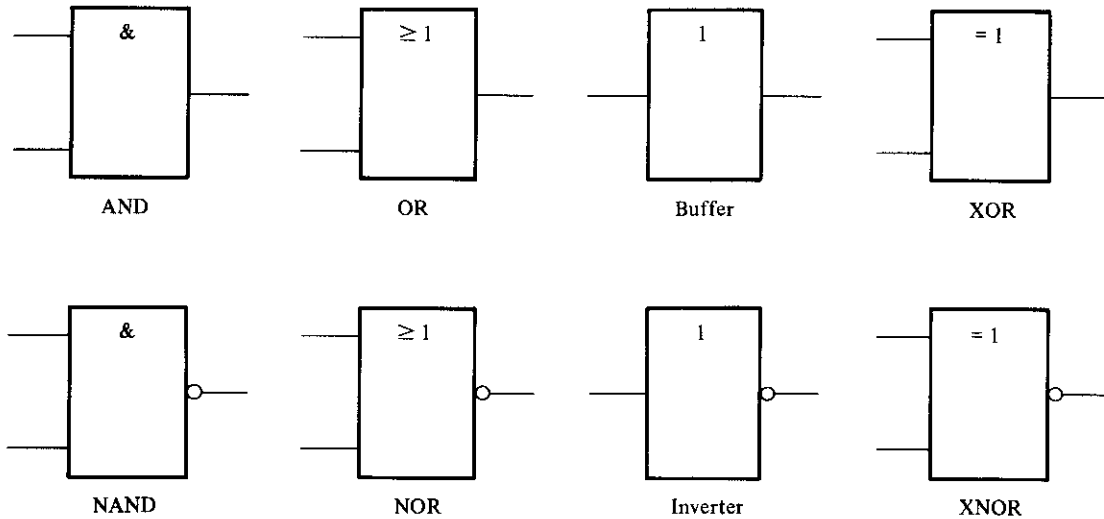 & ≥ 1 1 = 1
AND OR Buffer XOR
& ≥ 1 1 = 1
NAND NOR Inverter XNOR